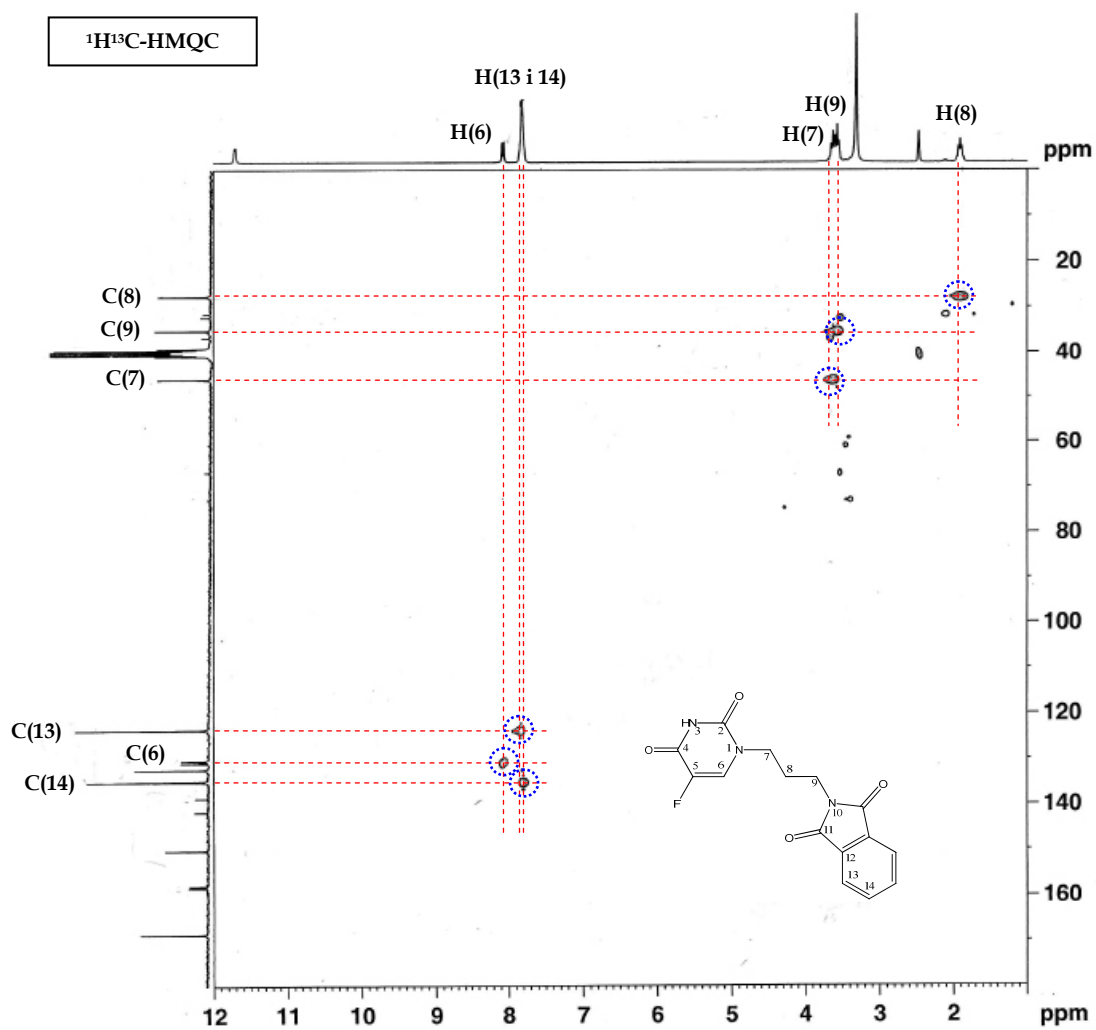 ¹H¹³C-HMQC
H(13 i 14)
H(6)
H(9)
H(7)
H(8)
ppm
20
C(8)
C(9)
40
C(7)
60
80
100
C(13)
120
C(6)
C(14)
140
160
O
HN
3
2
4
1
N
O
5
6
7
8
9
F
N
10
O
O
11
12
13
14
12 11 10 9 8 7 6 5 4 3 2 ppm